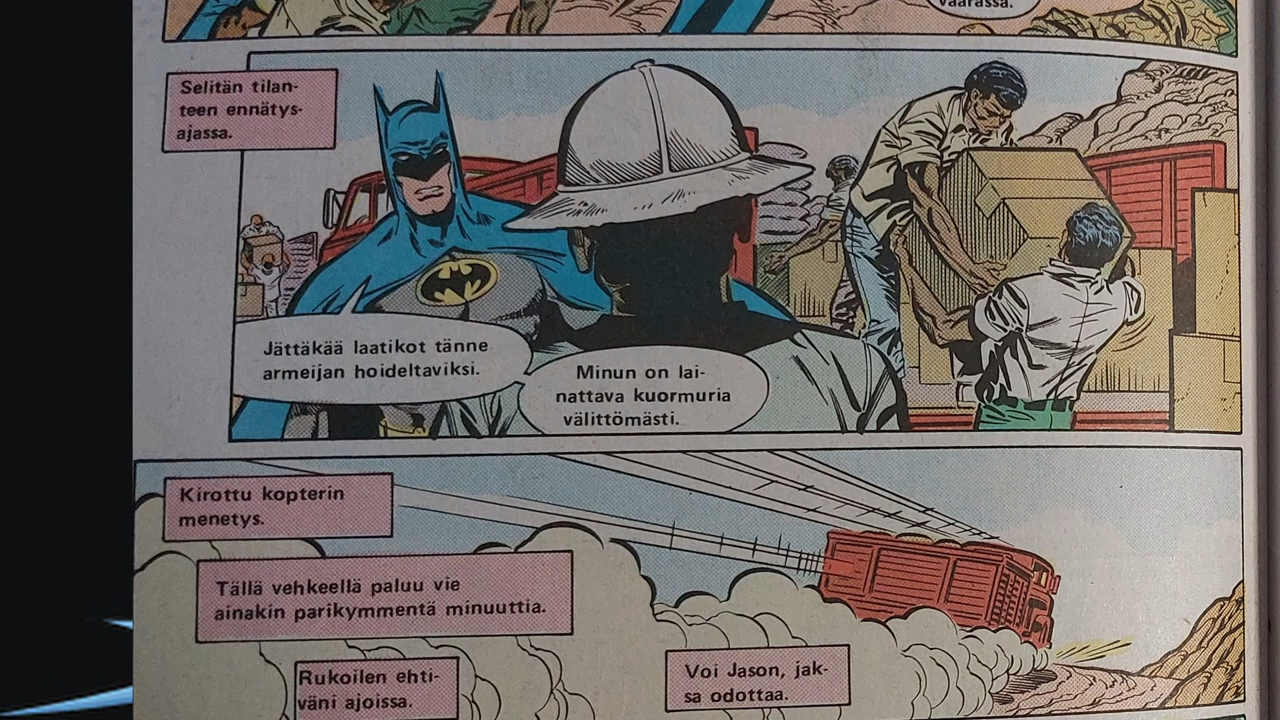 vaarassa.
Selitän tilan-
teen ennätys-
ajassa.
Jättäkää laatikot tänne
armeijan hoideltaviksi.
Minun on lai-
nattava kuormuria
välittömästi.
Kirottu kopterin
menetys.
Tällä vehkeellä paluu vie
ainakin parikymmentä minuuttia.
Rukoilen ehti-
väni ajoissa.
Voi Jason, jak-
sa odottaa.